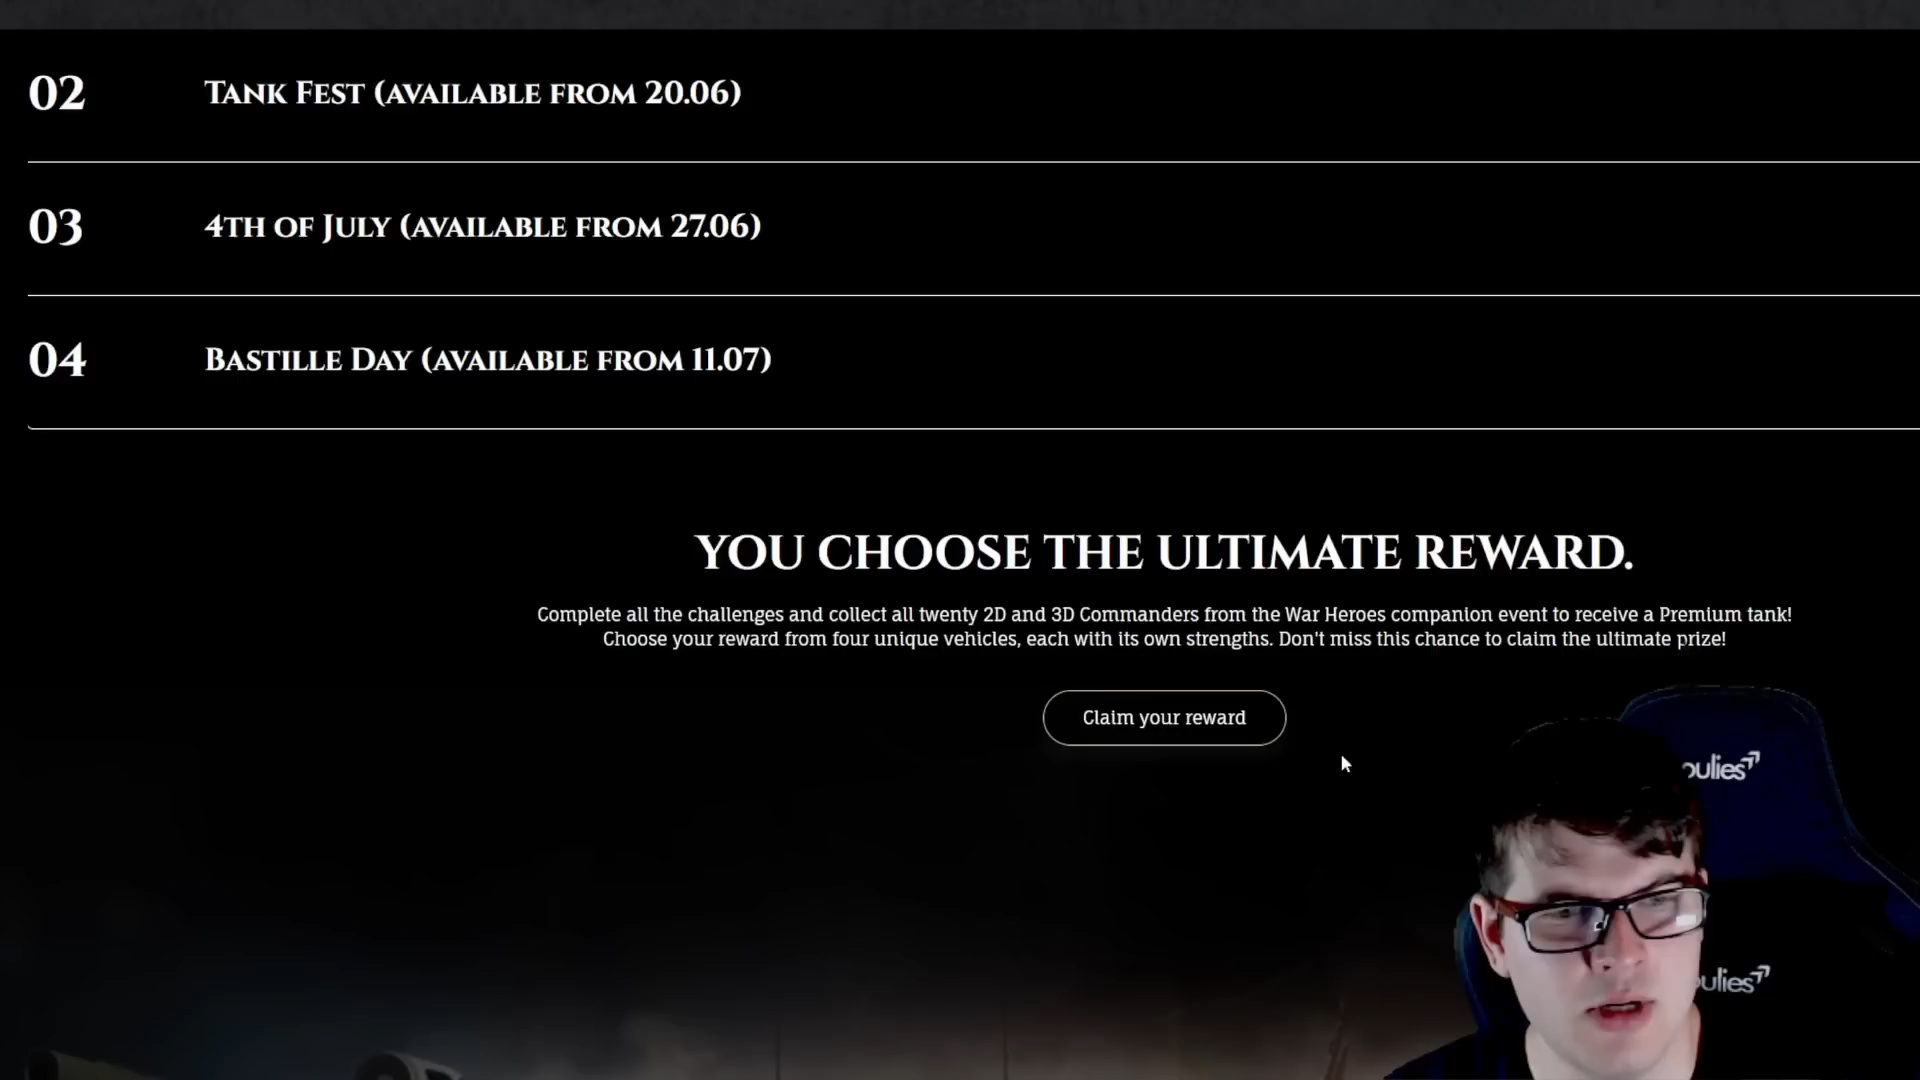 02 Tank Fest (available from 20.06)
03 4th of July (available from 27.06)
04 Bastille Day (available from 11.07)
YOU CHOOSE THE ULTIMATE REWARD.
Complete all the challenges and collect all twenty 2D and 3D Commanders from the War Heroes companion event to receive a Premium tank!
Choose your reward from four unique vehicles, each with its own strengths. Don't miss this chance to claim the ultimate prize!
Claim your reward
oulies
oulies